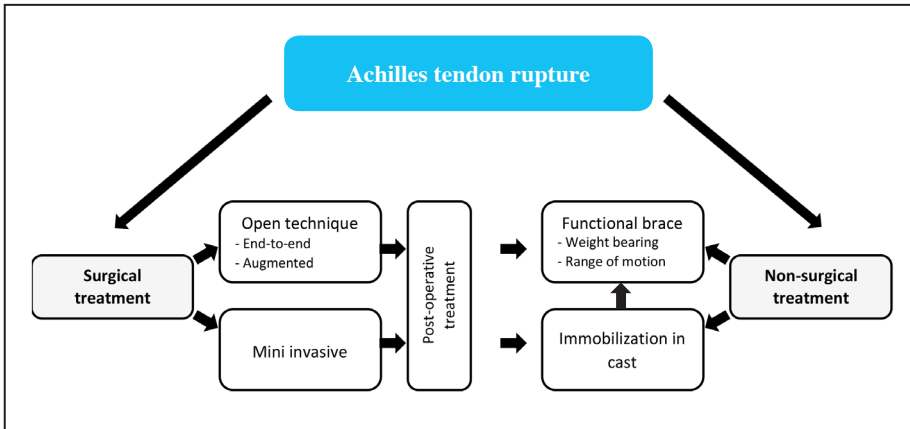 Achilles tendon rupture
Open technique
- End-to-end
- Augmented
Functional brace
- Weight bearing
- Range of motion
Surgical
treatment
Post-operative
treatment
Non-surgical
treatment
Mini invasive
Immobilization in
cast